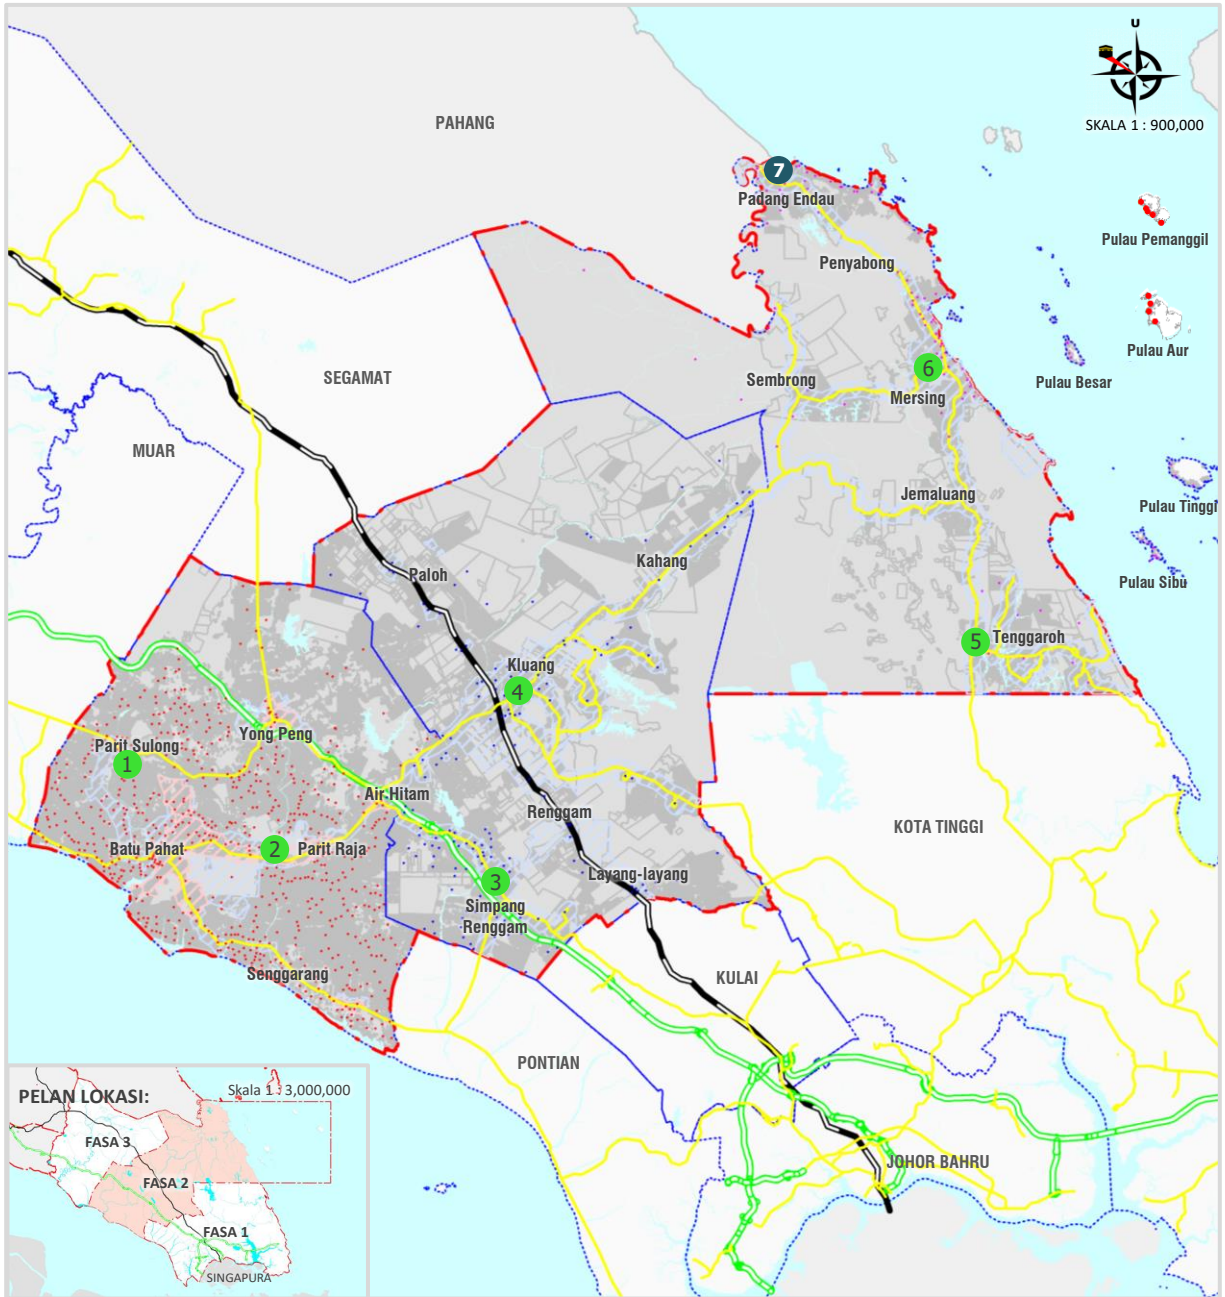 U
SKALA 1 : 900,000
PAHANG
7
Padang Endau
Pulau Pemanggil
Penyabong
Pulau Aur
6
Mersing
Sembrong
Pulau Besar
SEGAMAT
MUAR
Jemaluang
Pulau Tinggi
Kahang
Paloh
Pulau Sibu
5
Tenggaroh
Kluang
4
Yong Peng
Parit Sulong
1
Air Hitam
Renggam
KOTA TINGGI
Batu Pahat
2
Parit Raja
3
Layang-layang
Simpang
Renggam
Senggarang
KULAI
PONTIAN
JOHOR BAHRU
PELAN LOKASI:
Skala 1 : 3,000,000
FASA 3
FASA 2
FASA 1
SINGAPURA